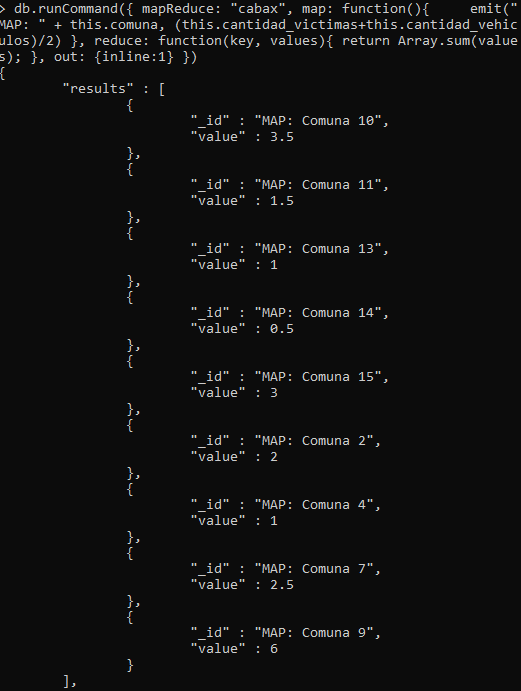 > db.runCommand({ mapReduce: "cabax", map: function(){    emit("
MAP: " + this.comuna, (this.cantidad_victimas+this.cantidad_vehic
ulos)/2) }, reduce: function(key, values){ return Array.sum(value
s); }, out: {inline:1} })
{
        "results" : [
                {
                        "_id" : "MAP: Comuna 10",
                        "value" : 3.5
                },
                {
                        "_id" : "MAP: Comuna 11",
                        "value" : 1.5
                },
                {
                        "_id" : "MAP: Comuna 13",
                        "value" : 1
                },
                {
                        "_id" : "MAP: Comuna 14",
                        "value" : 0.5
                },
                {
                        "_id" : "MAP: Comuna 15",
                        "value" : 3
                },
                {
                        "_id" : "MAP: Comuna 2",
                        "value" : 2
                },
                {
                        "_id" : "MAP: Comuna 4",
                        "value" : 1
                },
                {
                        "_id" : "MAP: Comuna 7",
                        "value" : 2.5
                },
                {
                        "_id" : "MAP: Comuna 9",
                        "value" : 6
                }
        ],